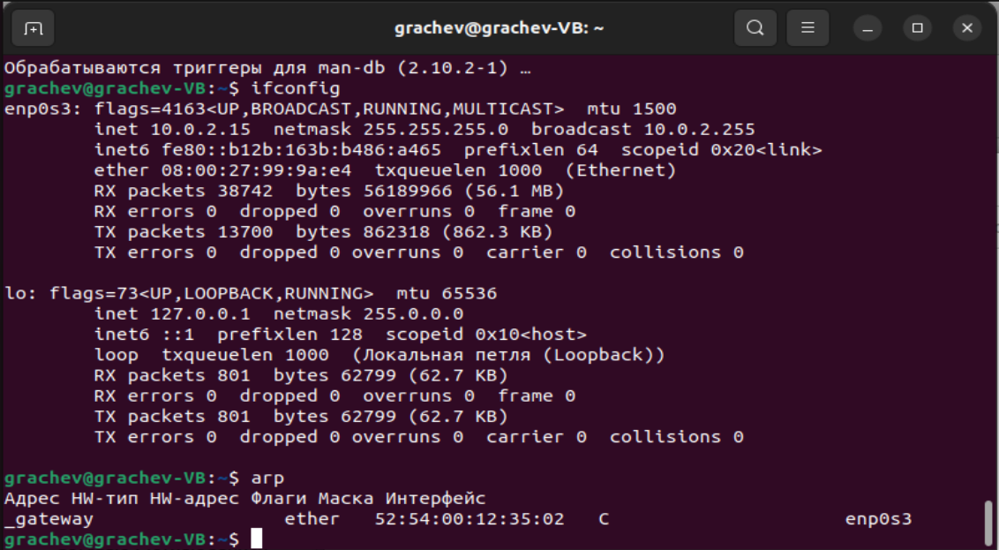 grachev@grachev-VB: ~
Обрабатываются триггеры для man-db (2.10.2-1) …
grachev@grachev-VB:~$ ifconfig
enp0s3: flags=4163<UP,BROADCAST,RUNNING,MULTICAST>  mtu 1500
        inet 10.0.2.15  netmask 255.255.255.0  broadcast 10.0.2.255
        inet6 fe80::b12b:163b:b486:a465  prefixlen 64  scopeid 0x20<link>
        ether 08:00:27:99:9a:e4  txqueuelen 1000  (Ethernet)
        RX packets 38742  bytes 56189966 (56.1 MB)
        RX errors 0  dropped 0  overruns 0  frame 0
        TX packets 13700  bytes 862318 (862.3 KB)
        TX errors 0  dropped 0 overruns 0  carrier 0  collisions 0

lo: flags=73<UP,LOOPBACK,RUNNING>  mtu 65536
        inet 127.0.0.1  netmask 255.0.0.0
        inet6 ::1  prefixlen 128  scopeid 0x10<host>
        loop  txqueuelen 1000  (Локальная петля (Loopback))
        RX packets 801  bytes 62799 (62.7 KB)
        RX errors 0  dropped 0  overruns 0  frame 0
        TX packets 801  bytes 62799 (62.7 KB)
        TX errors 0  dropped 0 overruns 0  carrier 0  collisions 0

grachev@grachev-VB:~$ arp
Адрес HW-тип HW-адрес Флаги Маска Интерфейс
_gateway                 ether   52:54:00:12:35:02   C                     enp0s3
grachev@grachev-VB:~$